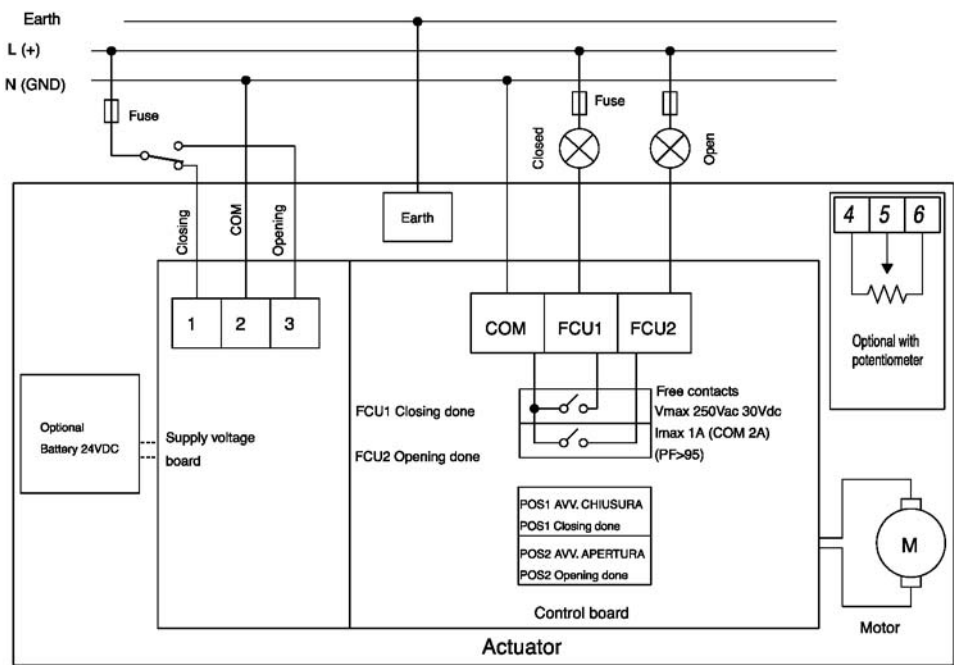 Earth
L (+)
N (GND)
Fuse
Fuse
Closed
Open
Closing
COM
Opening
Earth
4 5 6
Optional with
potentiometer
1 2 3
COM FCU1 FCU2
Free contacts
Vmax 250Vac 30Vdc
Imax 1A (COM 2A)
(PF>95)
FCU1 Closing done
FCU2 Opening done
Optional
Battery 24VDC
Supply voltage
board
POS1 AVV. CHIUSURA
POS1 Closing done
POS2 AVV. APERTURA
POS2 Opening done
Control board
M
Motor
Actuator